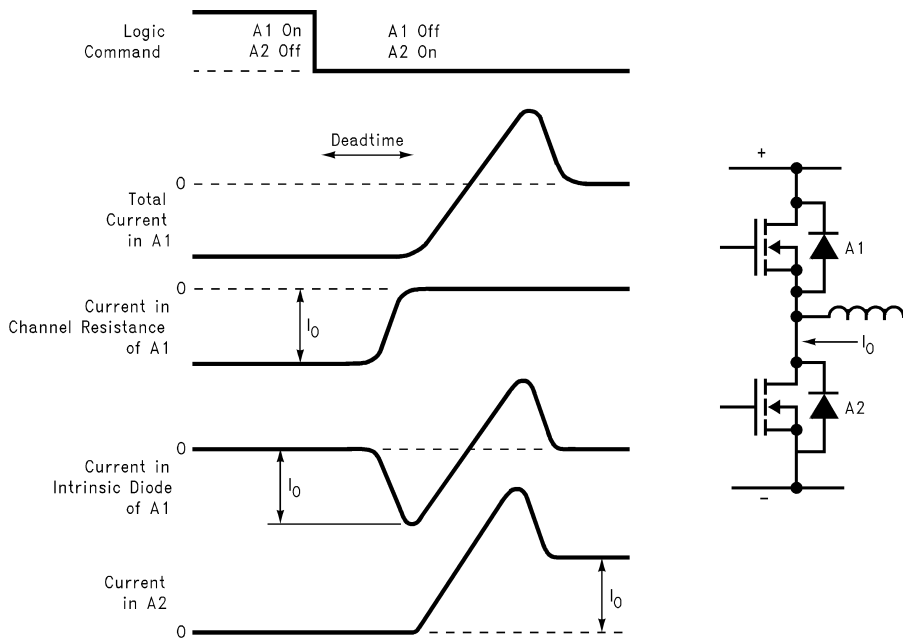 Logic
Command
A1 On
A2 Off
A1 Off
A2 On
Deadtime
0
Total
Current
in A1
0
Current in
Channel Resistance
of A1
I0
0
Current in
Intrinsic Diode
of A1
I0
Current
in A2
0
I0
+
A1
I0
A2
–